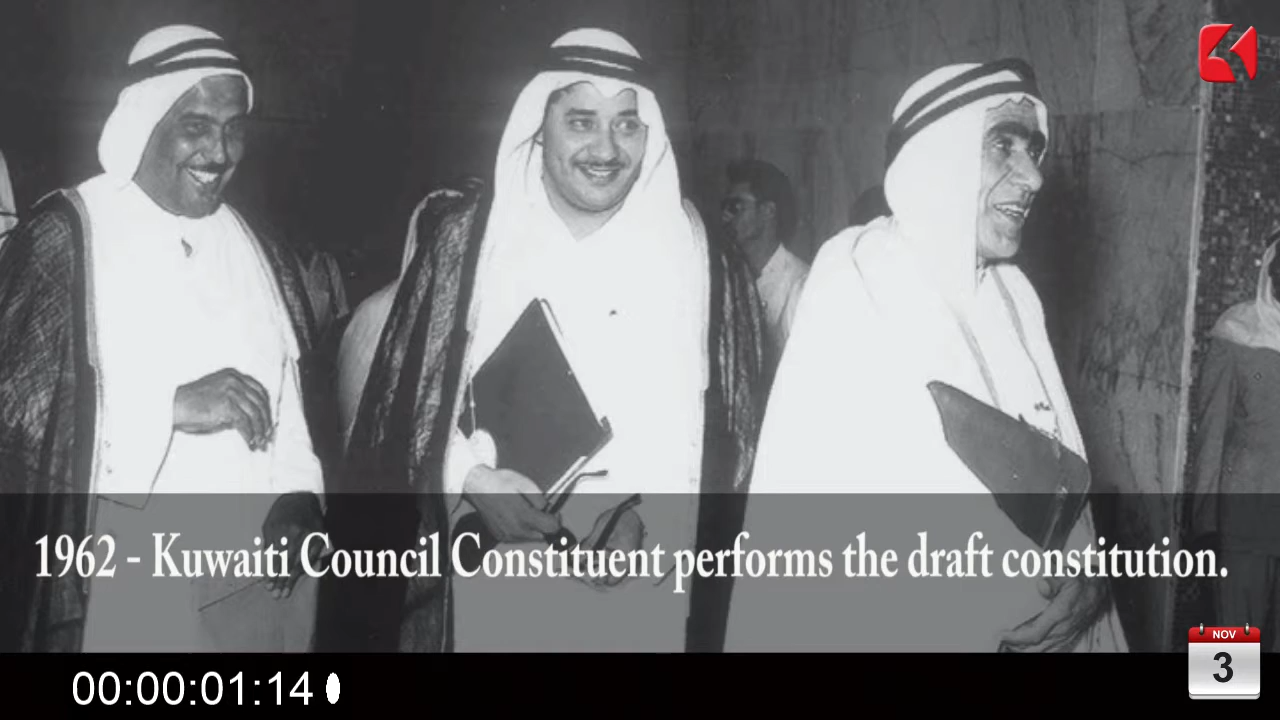 1962 - Kuwaiti Council Constituent performs the draft constitution.
NOV
3
00:00:01:14